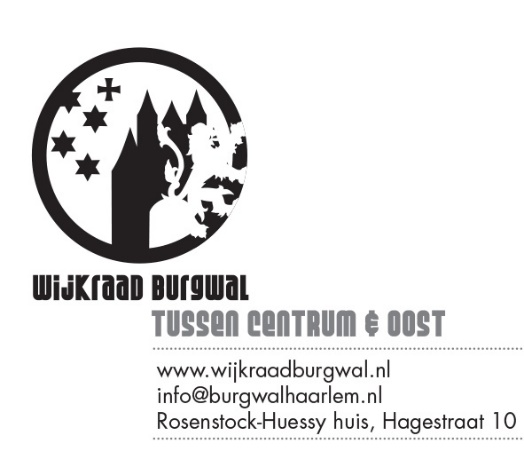 Wijkraad Burgwal
Tussen Centrum & Oost
www.wijkraadburgwal.nl
info@burgwalhaarlem.nl
Rosenstock-Huessy huis, Hagestraat 10